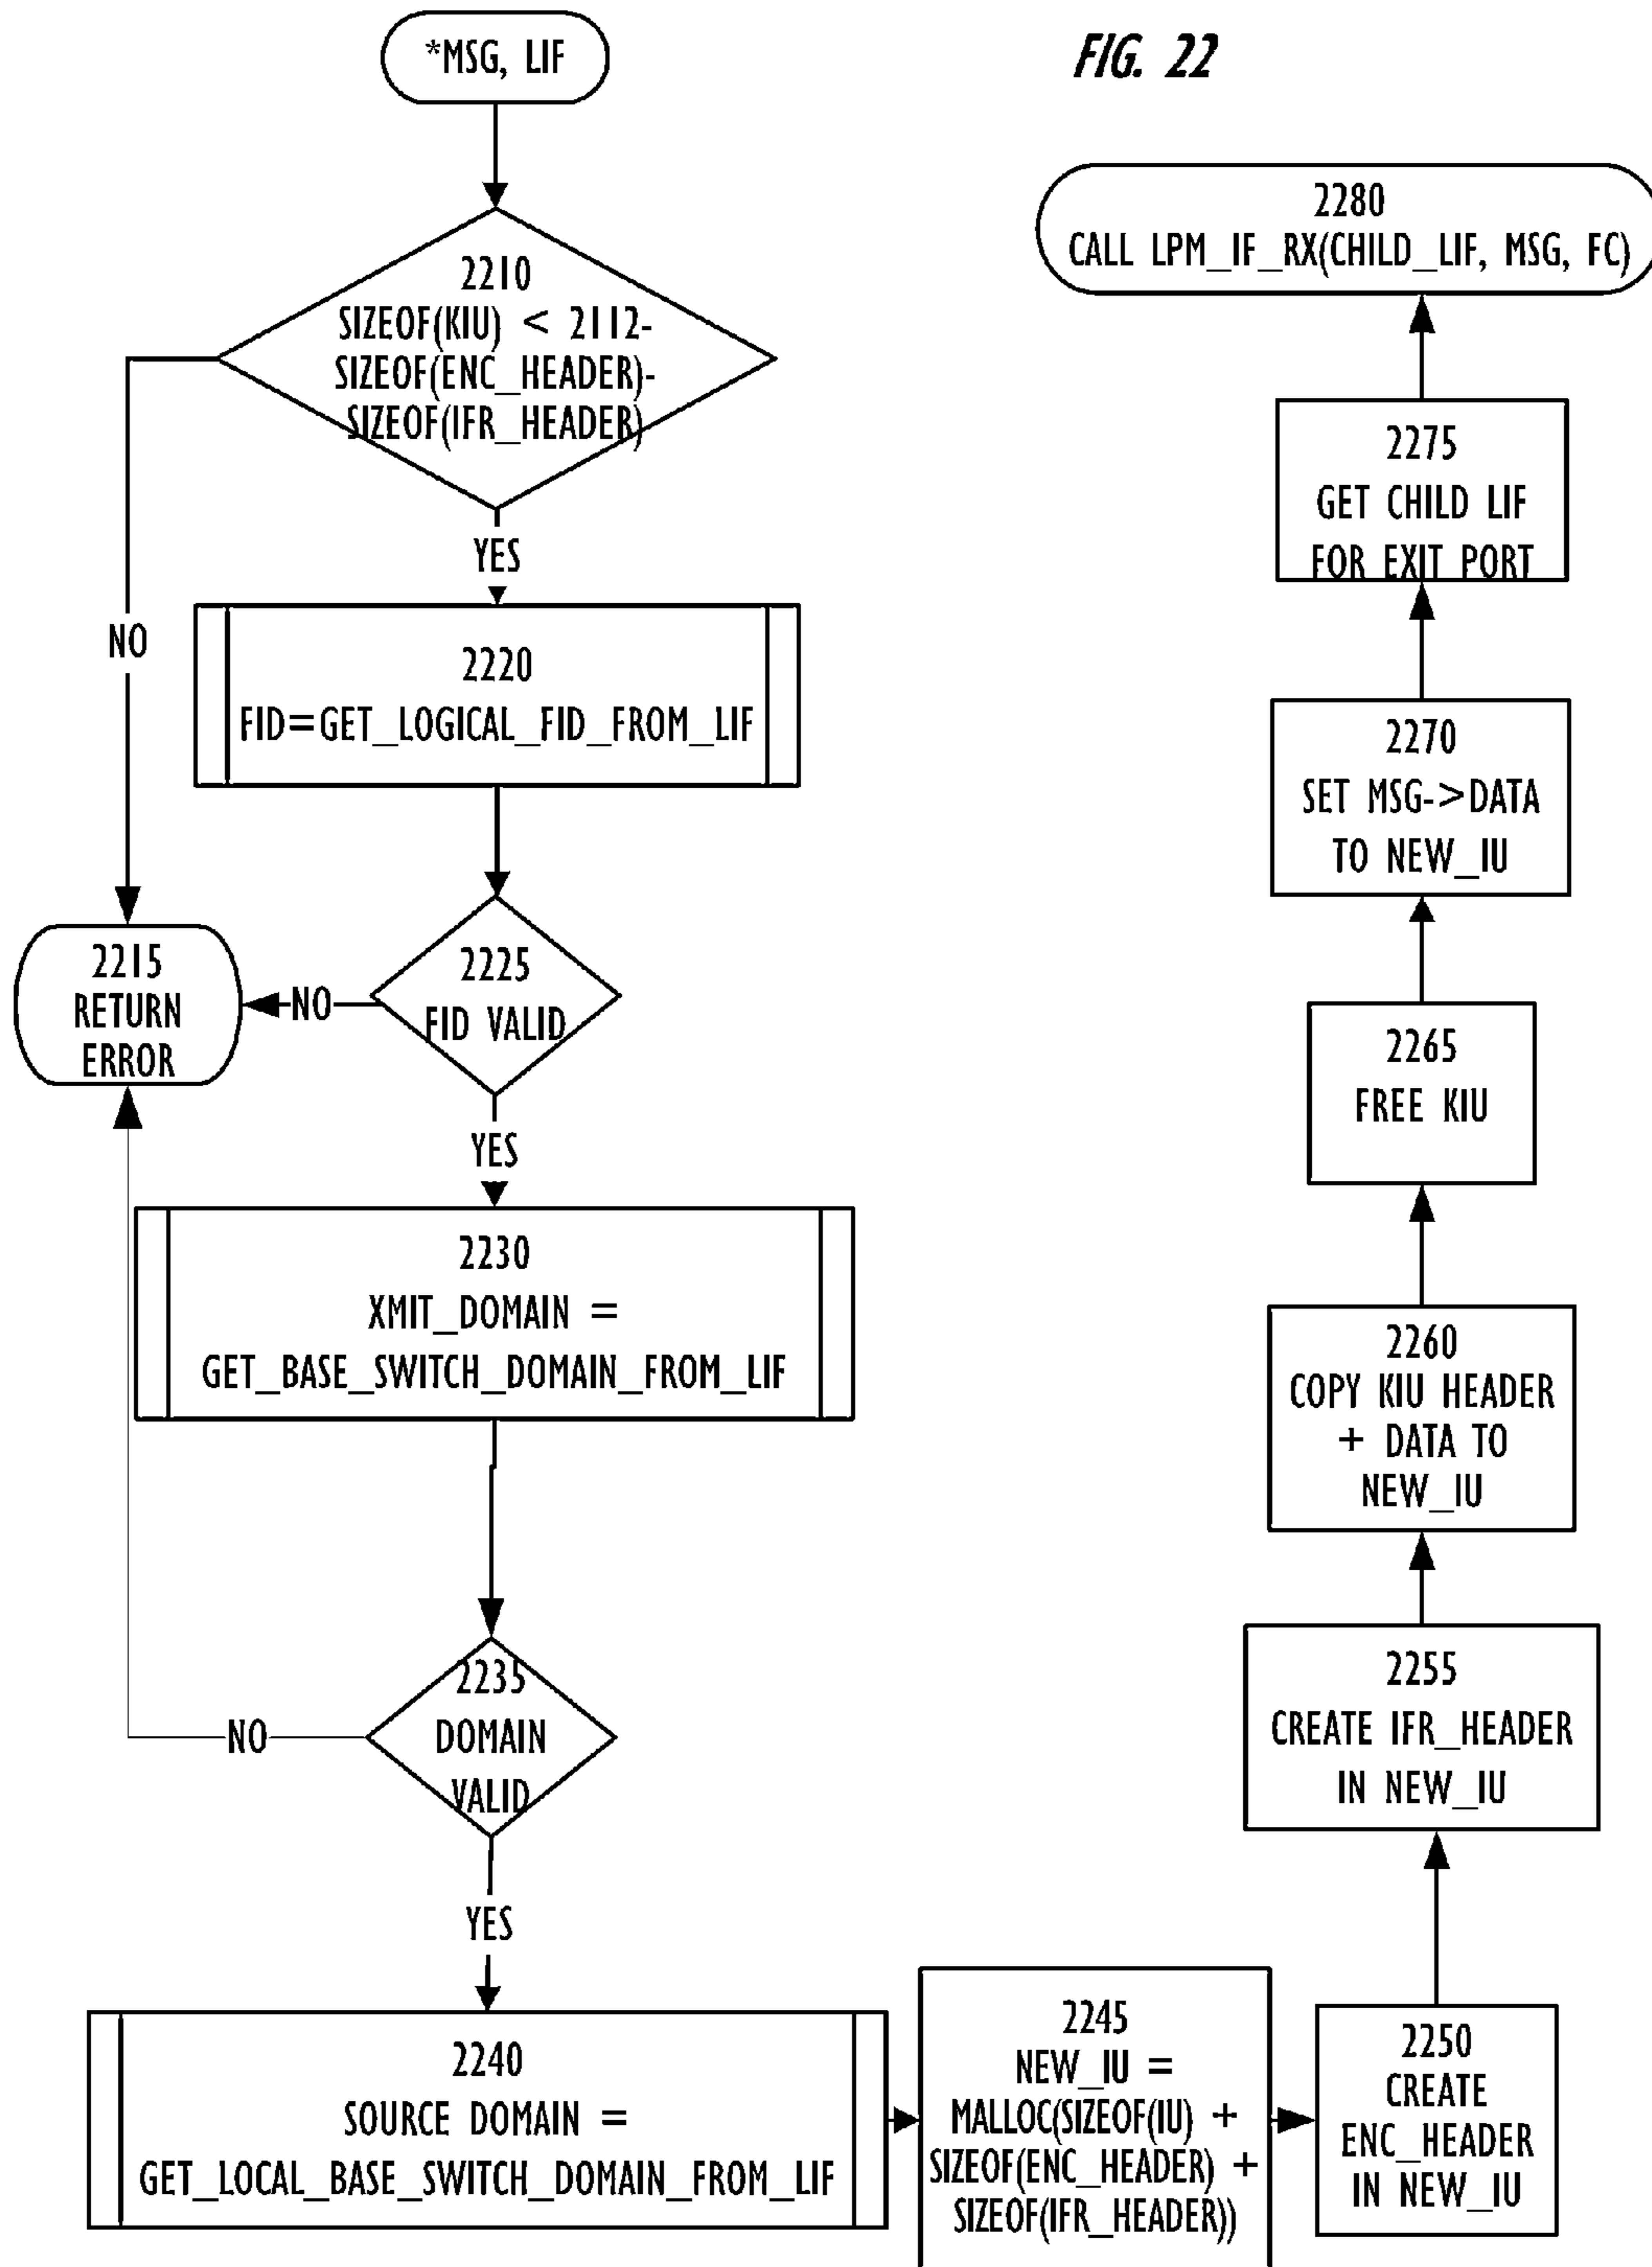 FIG. 22
*MSG, LIF
2210
SIZEOF(KIU) < 2112-
SIZEOF(ENC_HEADER)-
SIZEOF(IFR_HEADER)
YES
NO
2220
FID=GET_LOGICAL_FID_FROM_LIF
2225
FID VALID
NO
2215
RETURN
ERROR
YES
2230
XMIT_DOMAIN =
GET_BASE_SWITCH_DOMAIN_FROM_LIF
2235
DOMAIN
VALID
NO
YES
2240
SOURCE DOMAIN =
GET_LOCAL_BASE_SWITCH_DOMAIN_FROM_LIF
2245
NEW_IU =
MALLOC(SIZEOF(IU) +
SIZEOF(ENC_HEADER) +
SIZEOF(IFR_HEADER))
2250
CREATE
ENC_HEADER
IN NEW_IU
2255
CREATE IFR_HEADER
IN NEW_IU
2260
COPY KIU HEADER
+ DATA TO
NEW_IU
2265
FREE KIU
2270
SET MSG->DATA
TO NEW_IU
2275
GET CHILD LIF
FOR EXIT PORT
2280
CALL LPM_IF_RX(CHILD_LIF, MSG, FC)